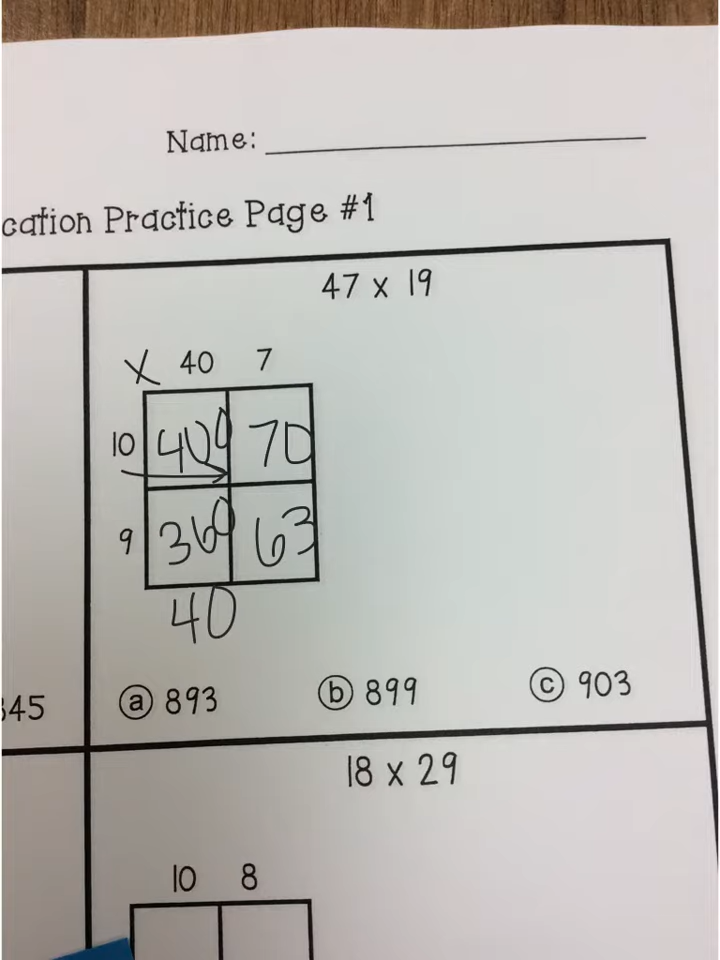 Name:
cation Practice Page #1
47 x 19
X 40 7
10 400 70
9 360 63
40
345
ⓐ 893 ⓑ 899 ⓒ 903
18 x 29
10 8